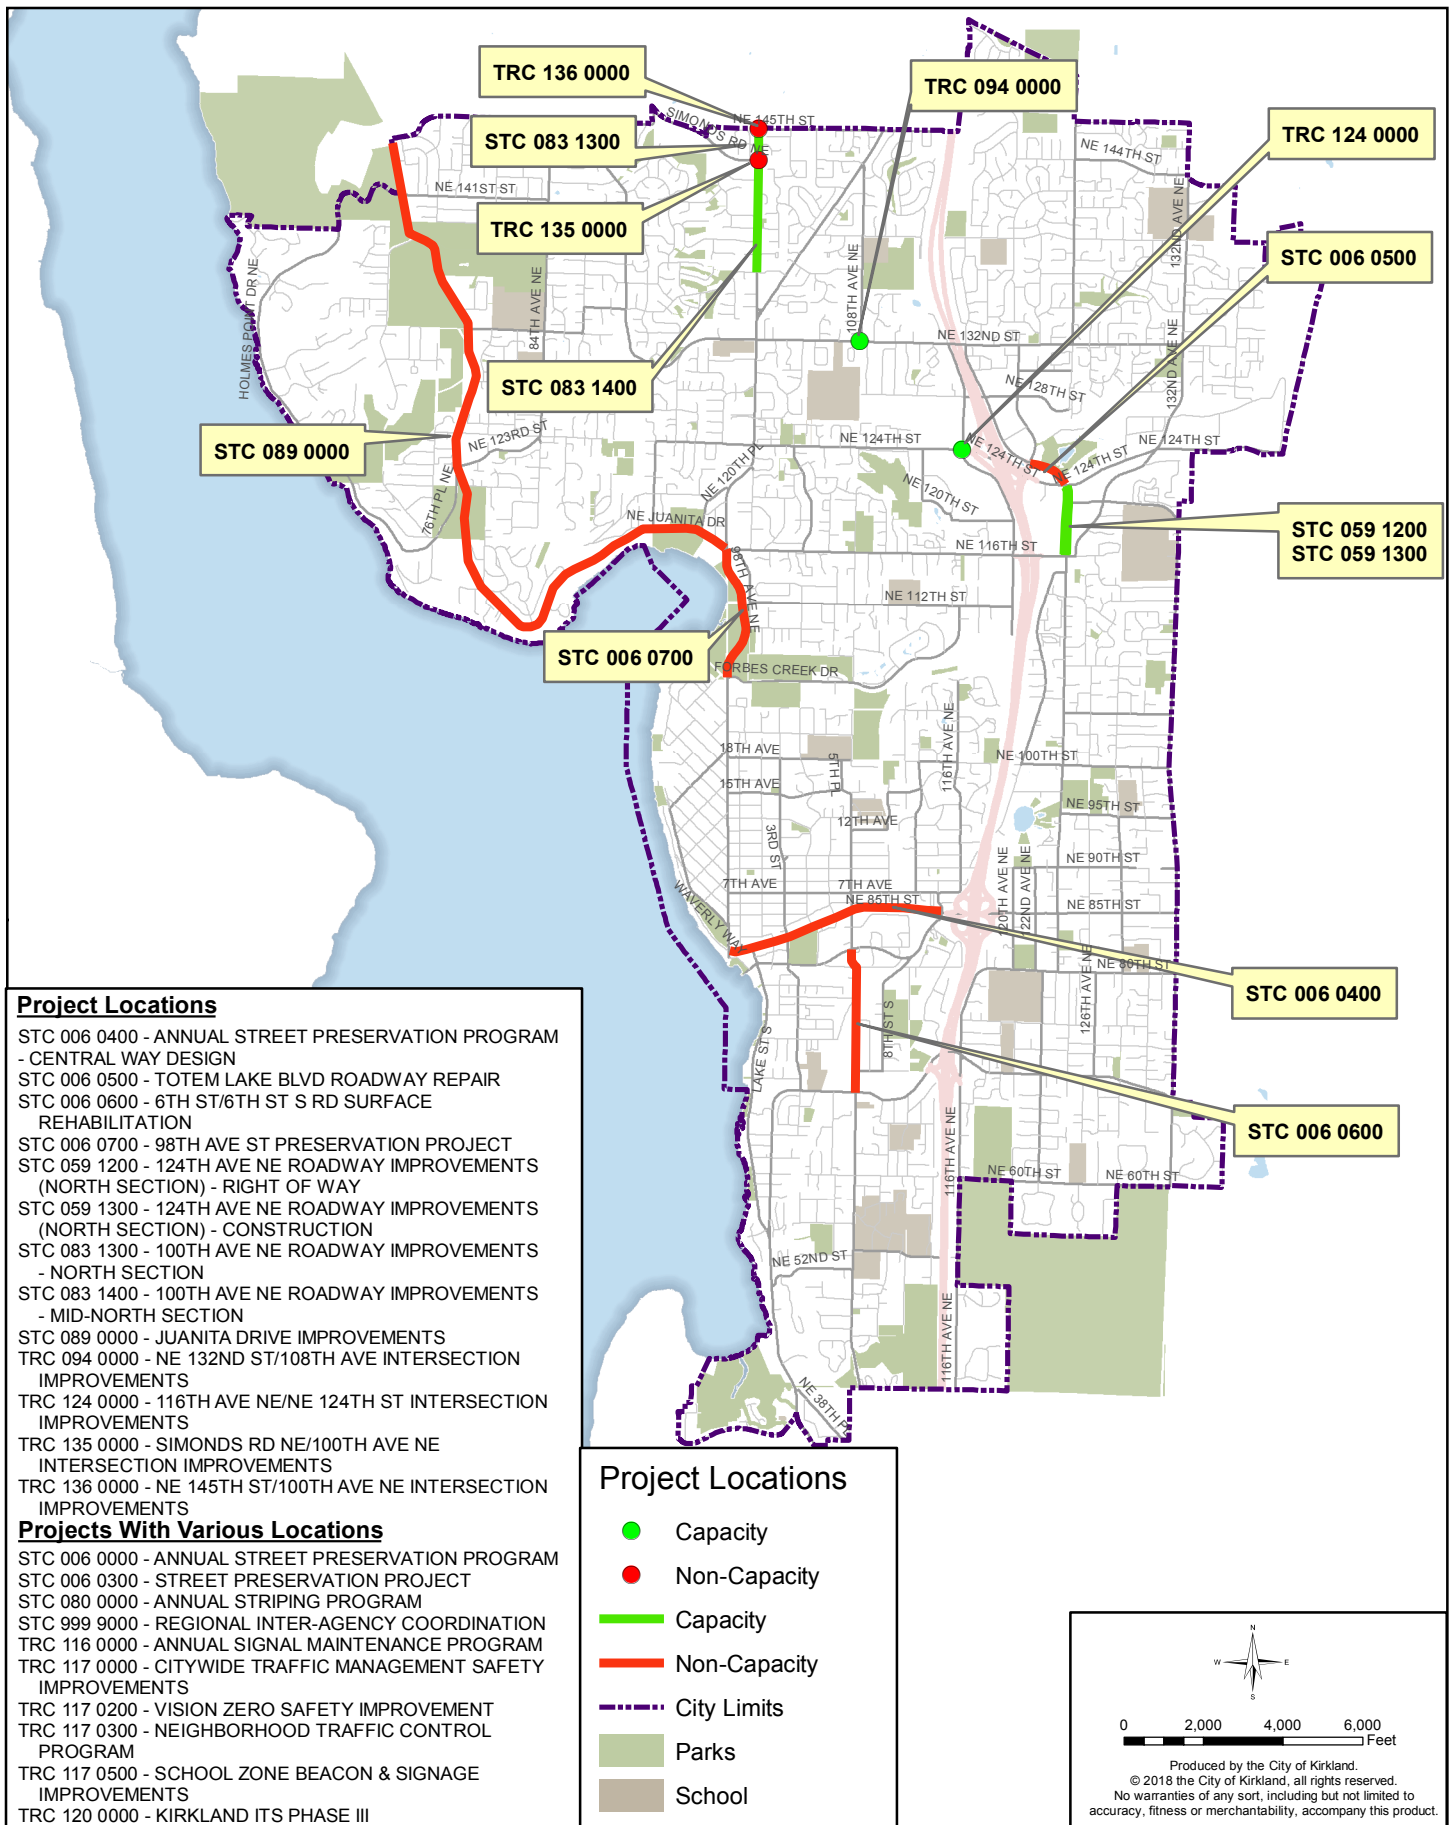 TRC 136 0000
TRC 094 0000
TRC 124 0000
STC 083 1300
TRC 135 0000
STC 006 0500
STC 083 1400
STC 089 0000
STC 059 1200
STC 059 1300
STC 006 0700
STC 006 0400
STC 006 0600
NE 145TH ST
SIMONDS RD NE
NE 144TH ST
NE 141ST ST
132ND AVE NE
HOLMES POINT DR NE
84TH AVE NE
108TH AVE NE
NE 132ND ST
132ND AVE NE
NE 128TH ST
NE 123RD ST
NE 124TH ST
NE 124TH ST
NE 124TH ST
NE 124TH ST
76TH PL NE
NE 120TH PL
NE 120TH ST
NE JUANITA DR
NE 116TH ST
98TH AVE NE
NE 112TH ST
FORBES CREEK DR
18TH AVE
5TH PL
116TH AVE NE
NE 100TH ST
15TH AVE
NE 95TH ST
12TH AVE
3RD ST
NE 90TH ST
120TH AVE NE
122ND AVE NE
7TH AVE
7TH AVE
NE 85TH ST
NE 85TH ST
WAVERLY WAY
NE 80TH ST
126TH AVE NE
8TH ST S
LAKE ST S
116TH AVE NE
NE 60TH ST
NE 60TH ST
NE 52ND ST
116TH AVE NE
NE 38TH PL
Project Locations
STC 006 0400 - ANNUAL STREET PRESERVATION PROGRAM
- CENTRAL WAY DESIGN
STC 006 0500 - TOTEM LAKE BLVD ROADWAY REPAIR
STC 006 0600 - 6TH ST/6TH ST S RD SURFACE
REHABILITATION
STC 006 0700 - 98TH AVE ST PRESERVATION PROJECT
STC 059 1200 - 124TH AVE NE ROADWAY IMPROVEMENTS
(NORTH SECTION) - RIGHT OF WAY
STC 059 1300 - 124TH AVE NE ROADWAY IMPROVEMENTS
(NORTH SECTION) - CONSTRUCTION
STC 083 1300 - 100TH AVE NE ROADWAY IMPROVEMENTS
- NORTH SECTION
STC 083 1400 - 100TH AVE NE ROADWAY IMPROVEMENTS
- MID-NORTH SECTION
STC 089 0000 - JUANITA DRIVE IMPROVEMENTS
TRC 094 0000 - NE 132ND ST/108TH AVE INTERSECTION
IMPROVEMENTS
TRC 124 0000 - 116TH AVE NE/NE 124TH ST INTERSECTION
IMPROVEMENTS
TRC 135 0000 - SIMONDS RD NE/100TH AVE NE
INTERSECTION IMPROVEMENTS
TRC 136 0000 - NE 145TH ST/100TH AVE NE INTERSECTION
IMPROVEMENTS
Projects With Various Locations
STC 006 0000 - ANNUAL STREET PRESERVATION PROGRAM
STC 006 0300 - STREET PRESERVATION PROJECT
STC 080 0000 - ANNUAL STRIPING PROGRAM
STC 999 9000 - REGIONAL INTER-AGENCY COORDINATION
TRC 116 0000 - ANNUAL SIGNAL MAINTENANCE PROGRAM
TRC 117 0000 - CITYWIDE TRAFFIC MANAGEMENT SAFETY
IMPROVEMENTS
TRC 117 0200 - VISION ZERO SAFETY IMPROVEMENT
TRC 117 0300 - NEIGHBORHOOD TRAFFIC CONTROL
PROGRAM
TRC 117 0500 - SCHOOL ZONE BEACON & SIGNAGE
IMPROVEMENTS
TRC 120 0000 - KIRKLAND ITS PHASE III
Project Locations
Capacity
Non-Capacity
Capacity
Non-Capacity
City Limits
Parks
School
N
W E
S
0 2,000 4,000 6,000
Feet
Produced by the City of Kirkland.
© 2018 the City of Kirkland, all rights reserved.
No warranties of any sort, including but not limited to
accuracy, fitness or merchantability, accompany this product.